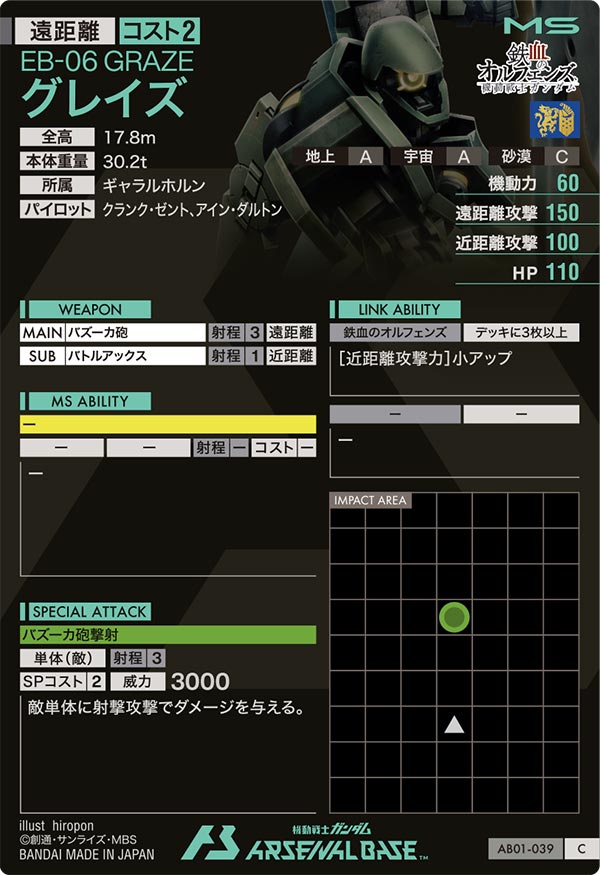 遠距離 コスト2
MS
EB-06 GRAZE
グレイズ
鉄血の
オルフェンズ
機動戦士ガンダム
全高 17.8m
本体重量 30.2t
所属 ギャラルホルン
パイロット クランク・ゼント、アイン・ダルトン
地上 A 宇宙 A 砂漠 C
機動力 60
遠距離攻撃 150
近距離攻撃 100
HP 110
WEAPON
MAIN バズーカ砲 射程 3 遠距離
SUB バトルアックス 射程 1 近距離
MS ABILITY
—
— — 射程 — コスト —
—
SPECIAL ATTACK
バズーカ砲撃射
単体(敵) 射程 3
SPコスト 2 威力 3000
敵単体に射撃攻撃でダメージを与える。
LINK ABILITY
鉄血のオルフェンズ デッキに3枚以上
[近距離攻撃力]小アップ
— —
—
IMPACT AREA
illust hiropon
©創通・サンライズ・MBS
BANDAI MADE IN JAPAN
機動戦士ガンダム
ARSENAL BASE™
AB01-039 C